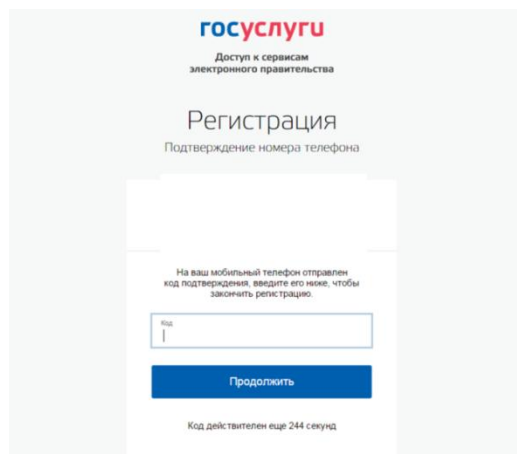 госуслуги
Доступ к сервисам
электронного правительства
Регистрация
Подтверждение номера телефона
На ваш мобильный телефон отправлен
код подтверждения, введите его ниже, чтобы
закончить регистрацию.
Код
Продолжить
Код действителен еще 244 секунд